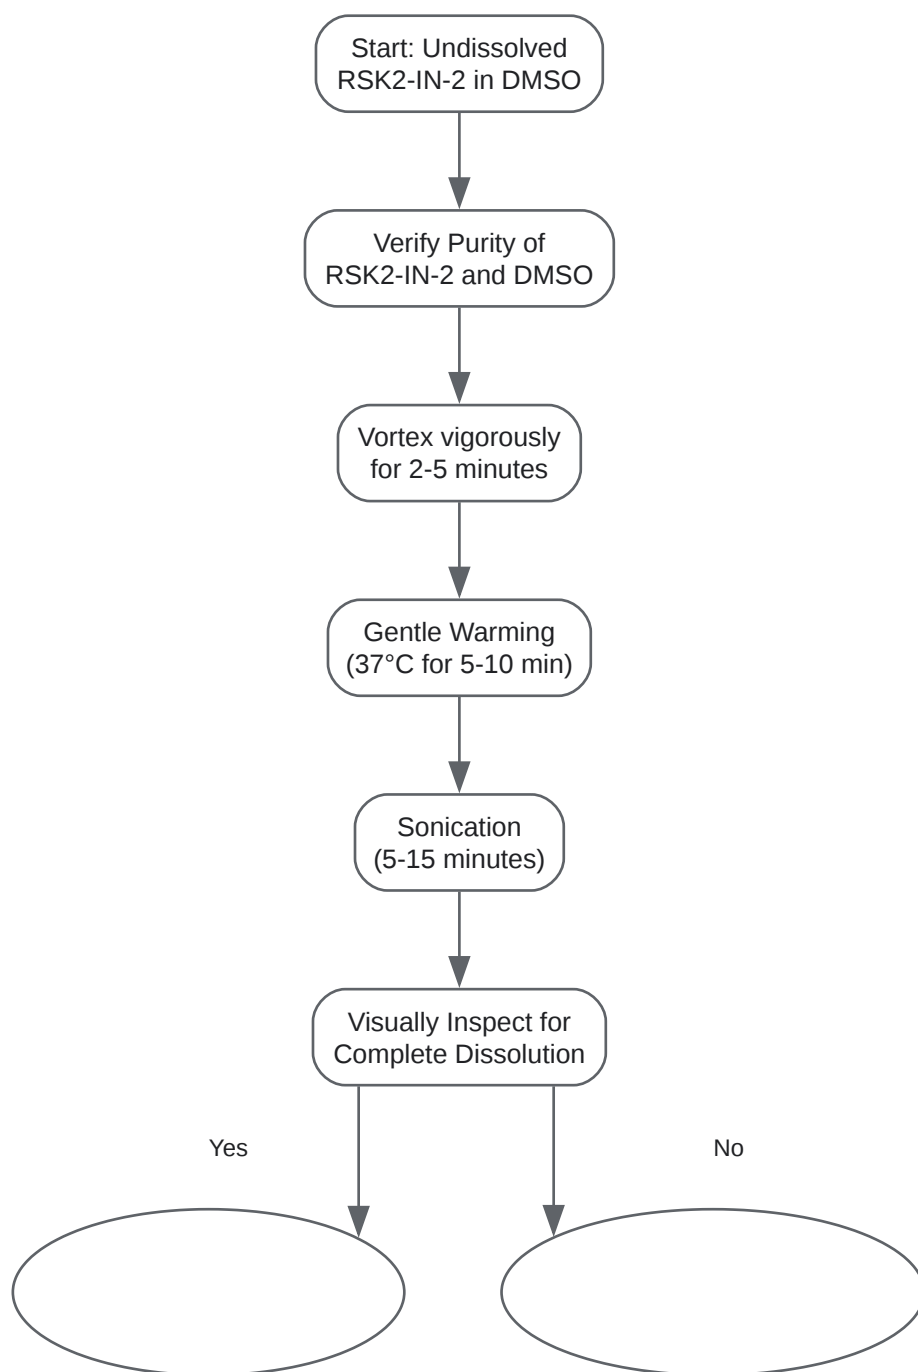 Start: Undissolved
RSK2-IN-2 in DMSO
Verify Purity of
RSK2-IN-2 and DMSO
Vortex vigorously
for 2-5 minutes
Gentle Warming
(37°C for 5-10 min)
Sonication
(5-15 minutes)
Visually Inspect for
Complete Dissolution
Yes
No